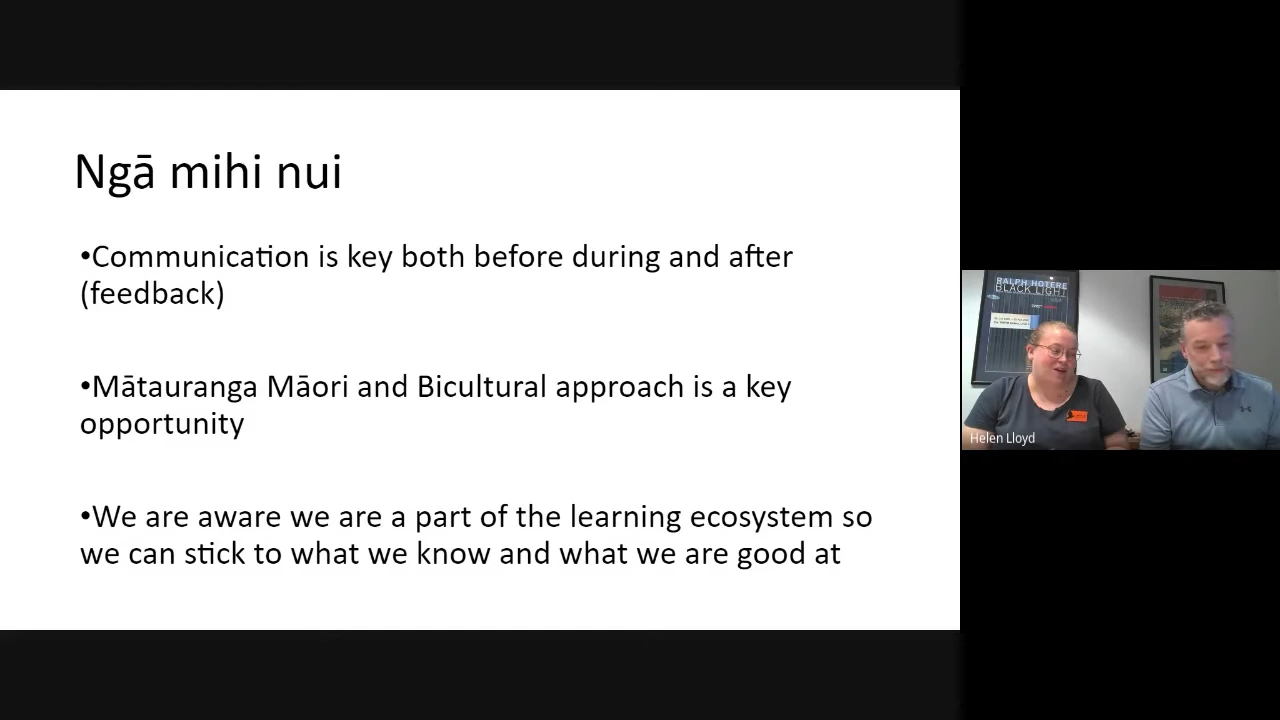 Ngā mihi nui
•Communication is key both before during and after
(feedback)
•Mātauranga Māori and Bicultural approach is a key
opportunity
•We are aware we are a part of the learning ecosystem so
we can stick to what we know and what we are good at
RALPH HOTERE
BLACK LIGHT
Helen Lloyd